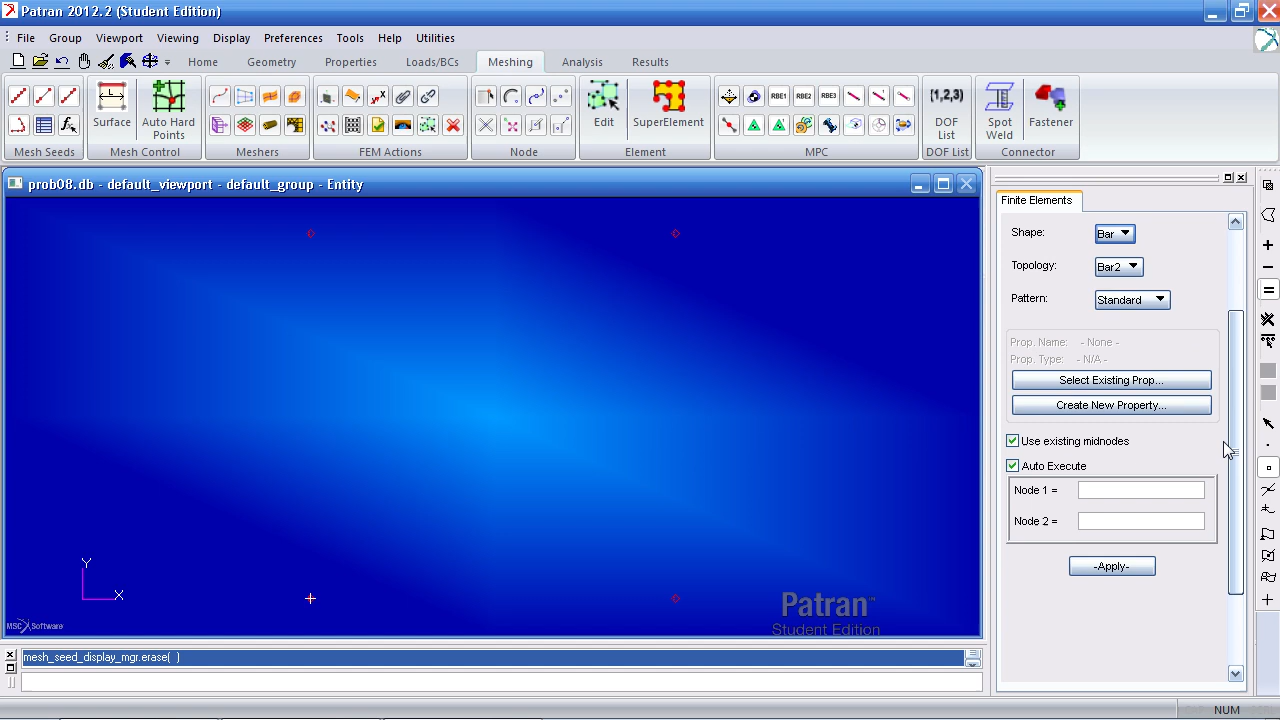 Patran 2012.2 (Student Edition)
File Group Viewport Viewing Display Preferences Tools Help Utilities
Home Geometry Properties Loads/BCs Meshing Analysis Results
RBE1 RBE2 RBE3
Surface Auto Hard Points Edit SuperElement (1,2,3) DOF List Spot Weld Fastener
Mesh Seeds Mesh Control Meshers FEM Actions Node Element MPC DOF List Connector
prob08.db - default_viewport - default_group - Entity
Finite Elements
Shape: Bar
Topology: Bar2
Pattern: Standard
Prop. Name: - None -
Prop. Type: - N/A -
Select Existing Prop...
Create New Property...
Use existing midnodes
Auto Execute
Node 1 =
Node 2 =
-Apply-
Y
X
MSC Software
Patran™
Student Edition
mesh_seed_display_mgr.erase( )
NUM